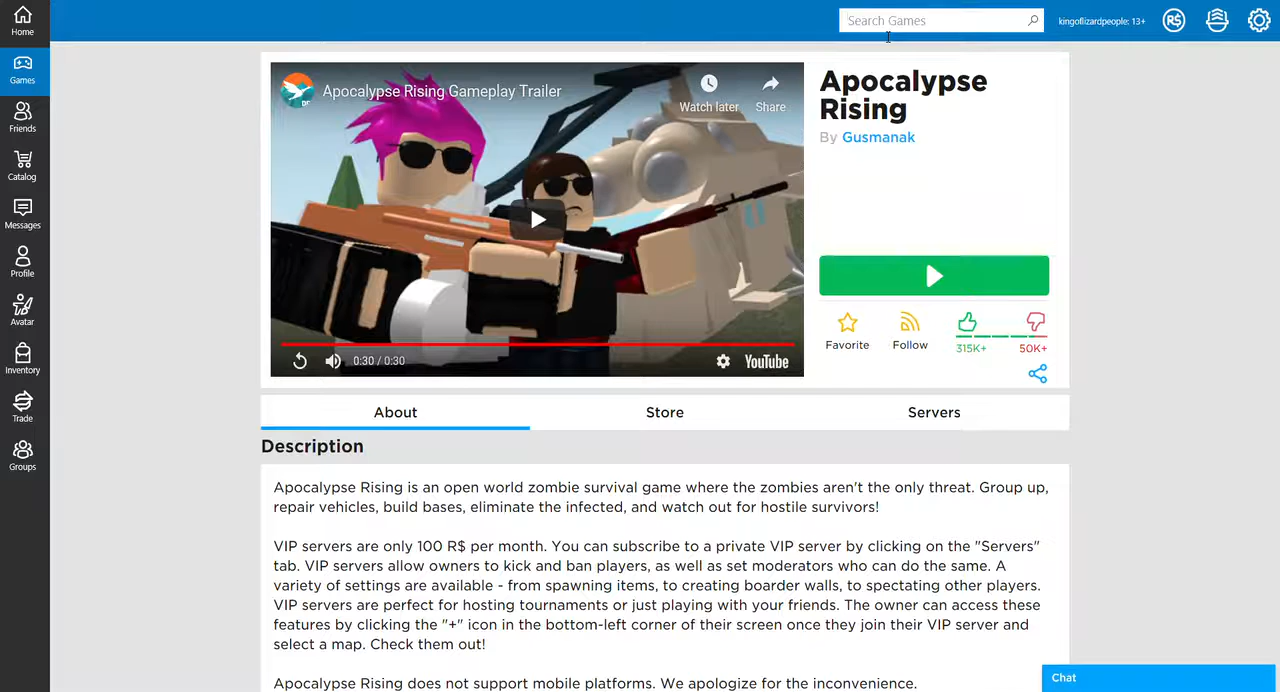 Home
Games
Friends
Catalog
Messages
Profile
Avatar
Inventory
Trade
Groups
Search Games
kingoflizardpeople: 13+
R$
DF
Apocalypse Rising Gameplay Trailer
Watch later
Share
0:30 / 0:30
YouTube
Apocalypse
Rising
By Gusmanak
Favorite
Follow
315K+
50K+
About
Store
Servers
Description
Apocalypse Rising is an open world zombie survival game where the zombies aren't the only threat. Group up,
repair vehicles, build bases, eliminate the infected, and watch out for hostile survivors!
VIP servers are only 100 R$ per month. You can subscribe to a private VIP server by clicking on the "Servers"
tab. VIP servers allow owners to kick and ban players, as well as set moderators who can do the same. A
variety of settings are available - from spawning items, to creating boarder walls, to spectating other players.
VIP servers are perfect for hosting tournaments or just playing with your friends. The owner can access these
features by clicking the "+" icon in the bottom-left corner of their screen once they join their VIP server and
select a map. Check them out!
Apocalypse Rising does not support mobile platforms. We apologize for the inconvenience.
Chat